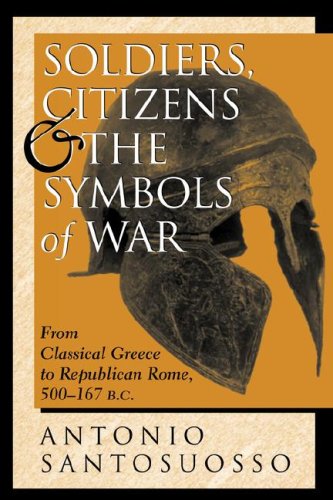 SOLDIERS,
CITIZENS
& THE
SYMBOLS
of WAR
From
Classical Greece
to Republican Rome,
500–167 B.C.
ANTONIO
SANTOSUOSSO